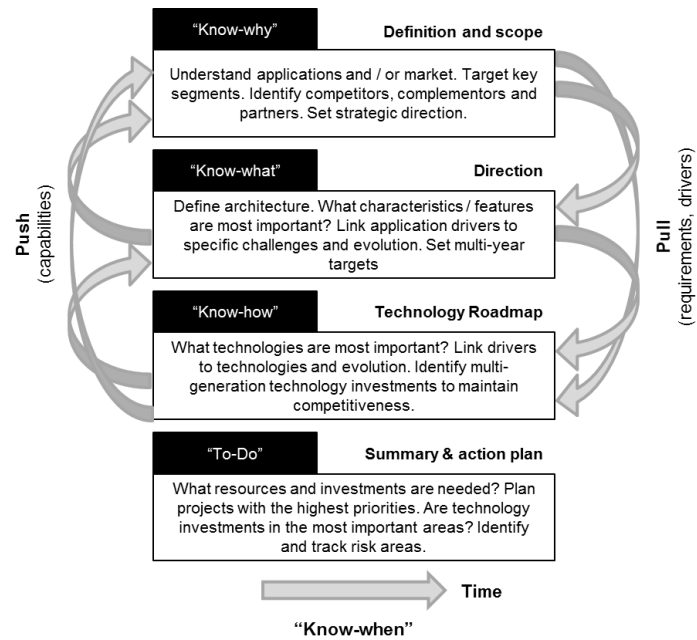 “Know-why”
Definition and scope
Understand applications and / or market. Target key
segments. Identify competitors, complementors and
partners. Set strategic direction.
“Know-what”
Direction
Define architecture. What characteristics / features
are most important? Link application drivers to
specific challenges and evolution. Set multi-year
targets
“Know-how”
Technology Roadmap
What technologies are most important? Link drivers
to technologies and evolution. Identify multi-
generation technology investments to maintain
competitiveness.
“To-Do”
Summary & action plan
What resources and investments are needed? Plan
projects with the highest priorities. Are technology
investments in the most important areas? Identify
and track risk areas.
Push
(capabilities)
Pull
(requirements, drivers)
Time
“Know-when”